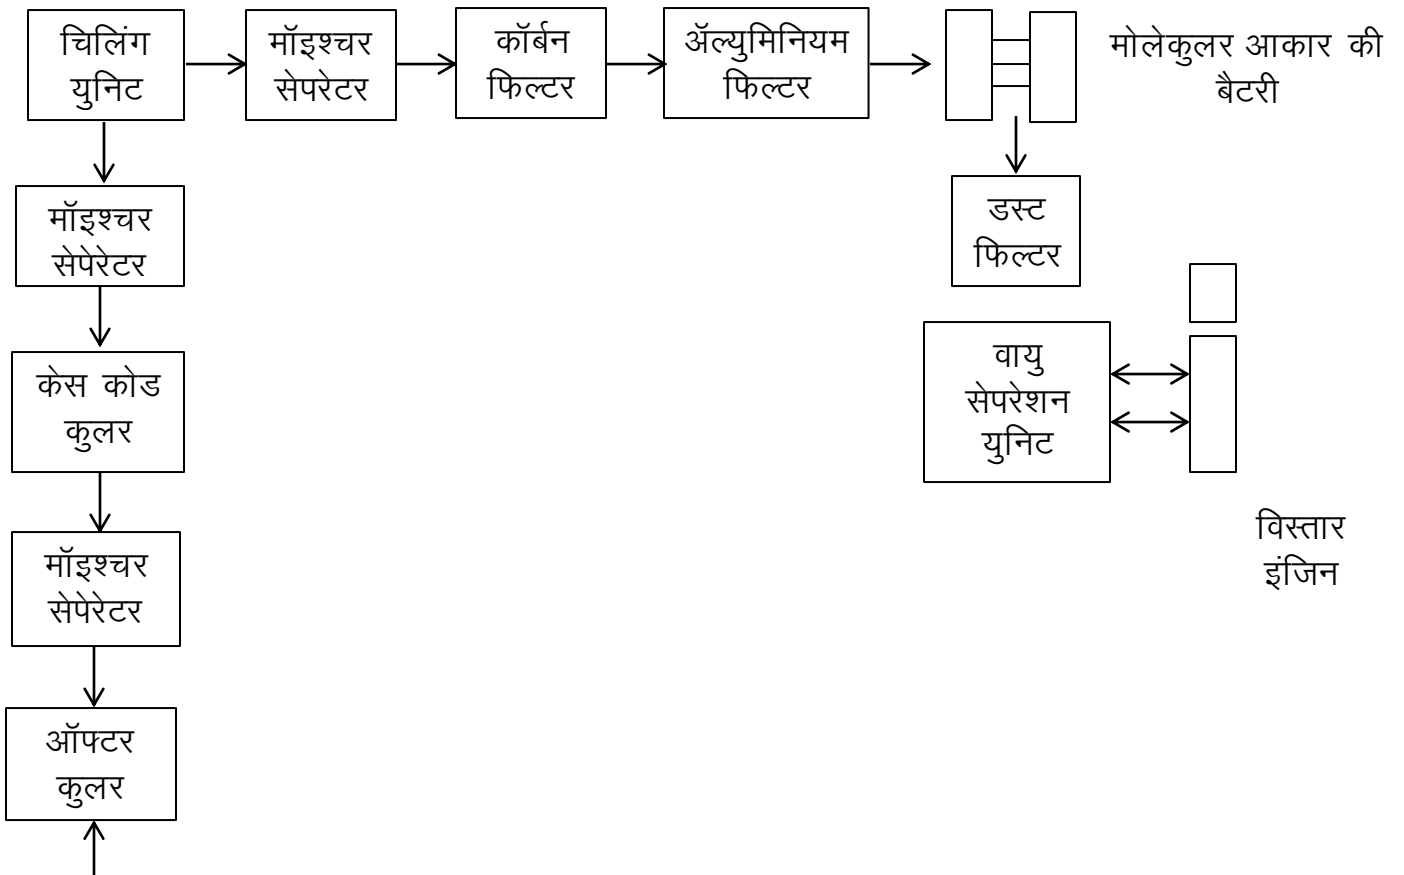 चिलिंग
युनिट
मॉइश्चर
सेपरेटर
कॉर्बन
फिल्टर
ॲल्युमिनियम
फिल्टर
मोलेकुलर आकार की
बैटरी
मॉइश्चर
सेपेरेटर
डस्ट
फिल्टर
केस कोड
कुलर
वायु
सेपरेशन
युनिट
मॉइश्चर
सेपेरेटर
विस्तार
इंजिन
ऑफ्टर
कुलर